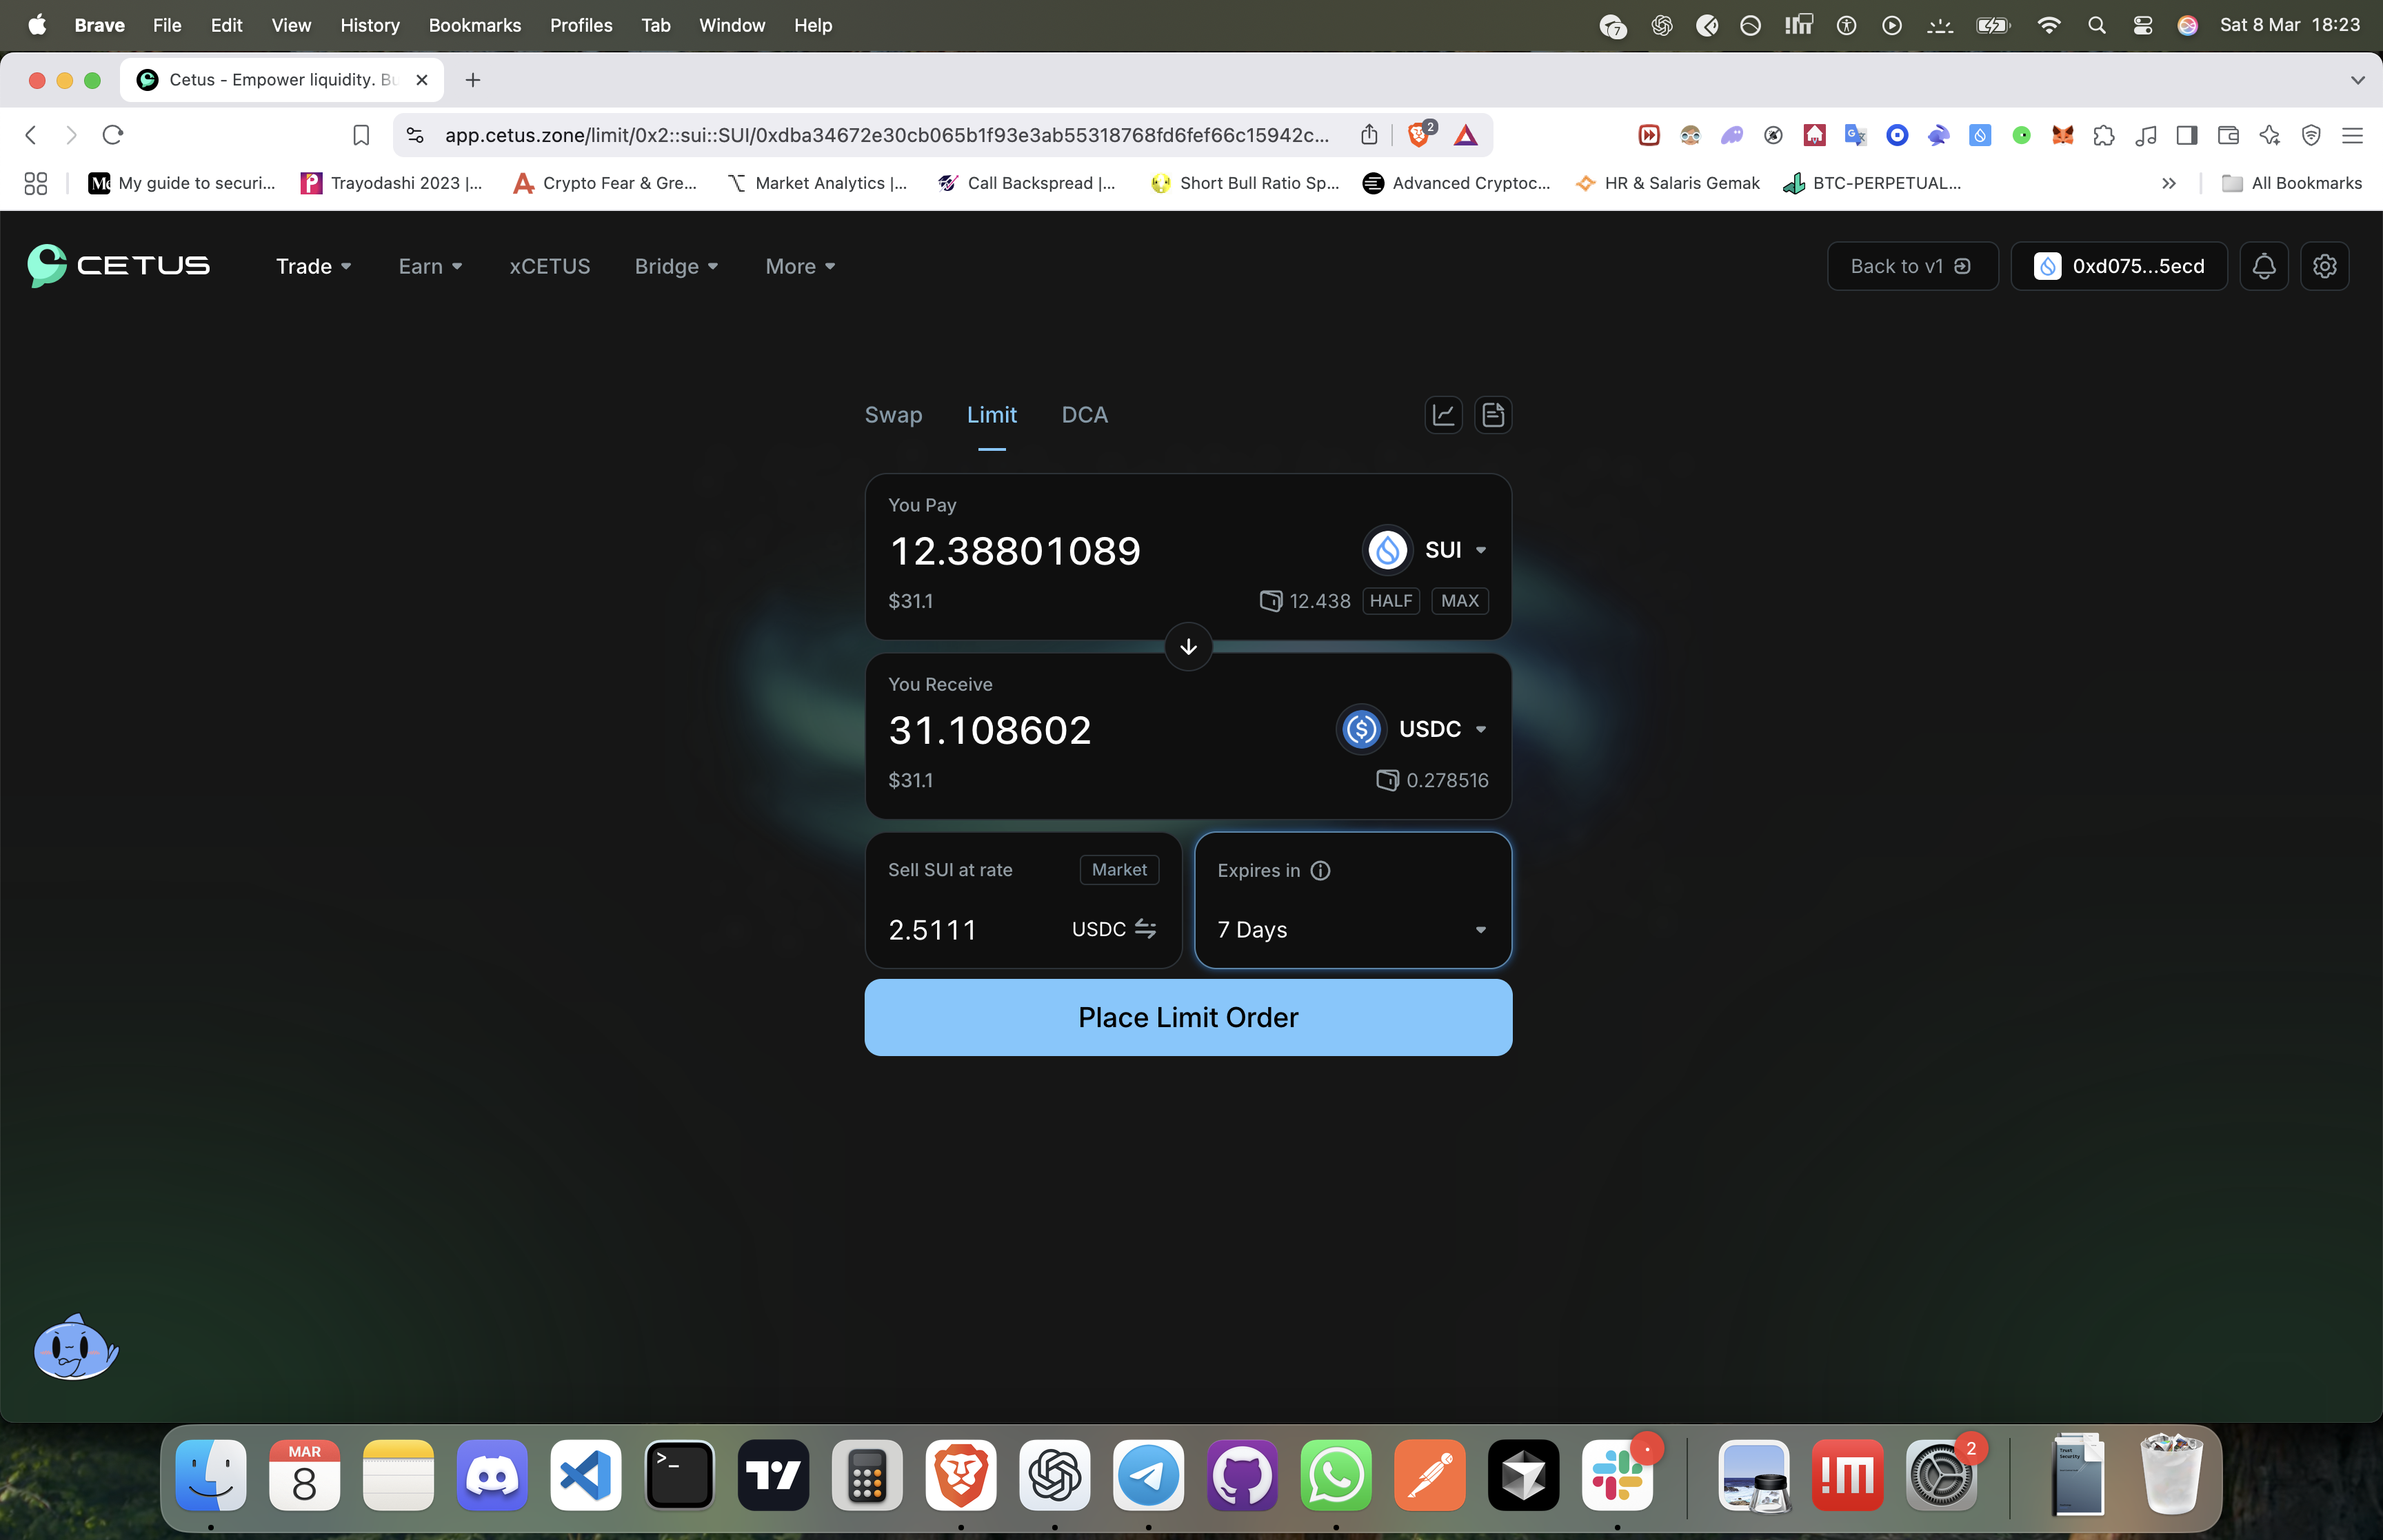 Brave File Edit View History Bookmarks Profiles Tab Window Help 7 Sat 8 Mar 18:23
Cetus - Empower liquidity. Bu
app.cetus.zone/limit/0x2::sui::SUI/0xdba34672e30cb065b1f93e3ab55318768fd6fef66c15942c... 2
My guide to securi... Trayodashi 2023 |... Crypto Fear & Gre... Market Analytics |... Call Backspread |... Short Bull Ratio Sp... Advanced Cryptoc... HR & Salaris Gemak BTC-PERPETUAL... All Bookmarks
CETUS Trade Earn xCETUS Bridge More Back to v1 0xd075...5ecd
Swap Limit DCA
You Pay
12.38801089 SUI
$31.1 12.438 HALF MAX
You Receive
31.108602 USDC
$31.1 0.278516
Sell SUI at rate Market
2.5111 USDC
Expires in
7 Days
Place Limit Order
MAR
8
2